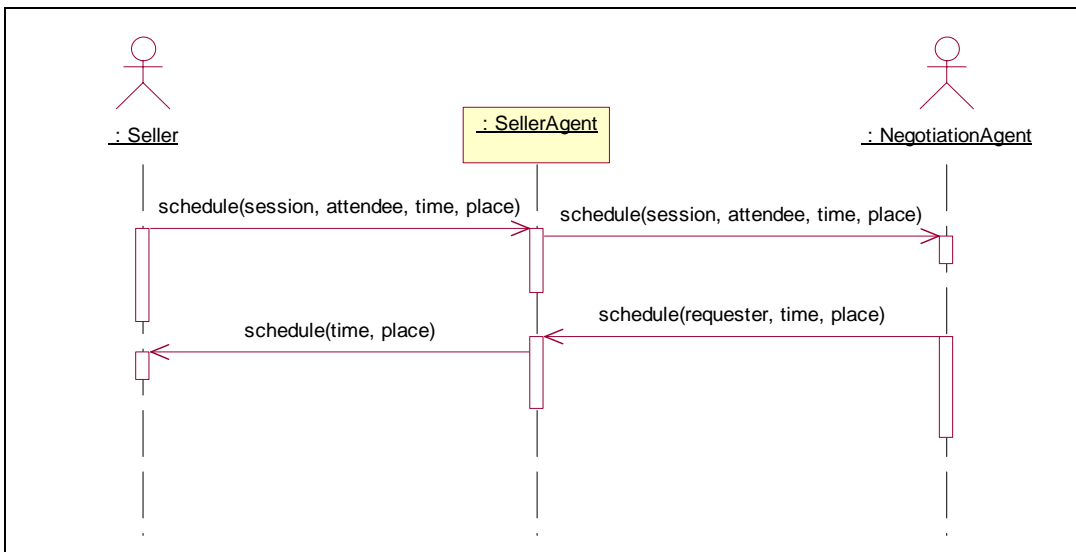 : Seller
: SellerAgent
: NegotiationAgent
schedule(session, attendee, time, place)
schedule(session, attendee, time, place)
schedule(requester, time, place)
schedule(time, place)